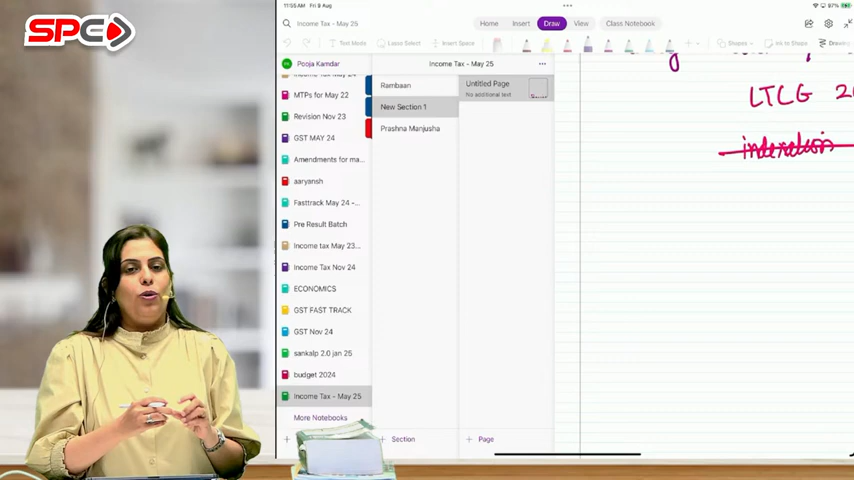 11:55 AM Fri 9 Aug
97%
SPC
Income Tax - May 25
Home Insert Draw View Class Notebook
Text Mode Lasso Select Insert Space
Shapes Ink to Shape Drawing
Pooja Kamdar
Income Tax - May 25
Income Tax May 24
MTPs for May 22
Revision Nov 23
GST MAY 24
Amendments for ma...
aaryansh
Fasttrack May 24 -...
Pre Result Batch
Income tax May 23...
Income Tax Nov 24
ECONOMICS
GST FAST TRACK
GST Nov 24
sankalp 2.0 jan 25
budget 2024
Income Tax - May 25
More Notebooks
Rambaan
New Section 1
Prashna Manjusha
Section
Untitled Page
No additional text
Page
LTCG 2
indexation